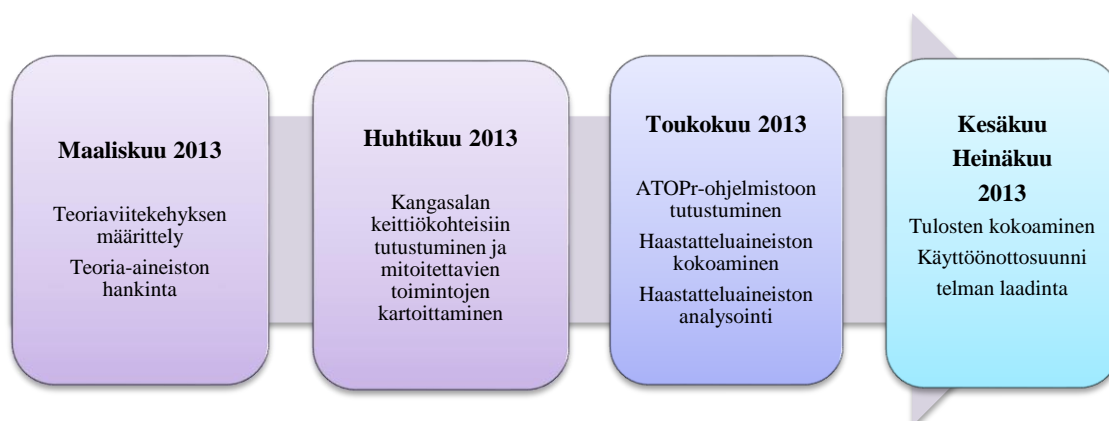 Maaliskuu 2013
Teoriaviitekehyksen
määrittely
Teoria-aineiston
hankinta
Huhtikuu 2013
Kangasalan
keittiökohteisiin
tutustuminen ja
mitoitettavien
toimintojen
kartoittaminen
Toukokuu 2013
ATOPr-ohjelmistoon
tutustuminen
Haastatteluaineiston
kokoaminen
Haastatteluaineiston
analysointi
Kesäkuu
Heinäkuu
2013
Tulosten kokoaminen
Käyttöönottosuunni
telman laadinta